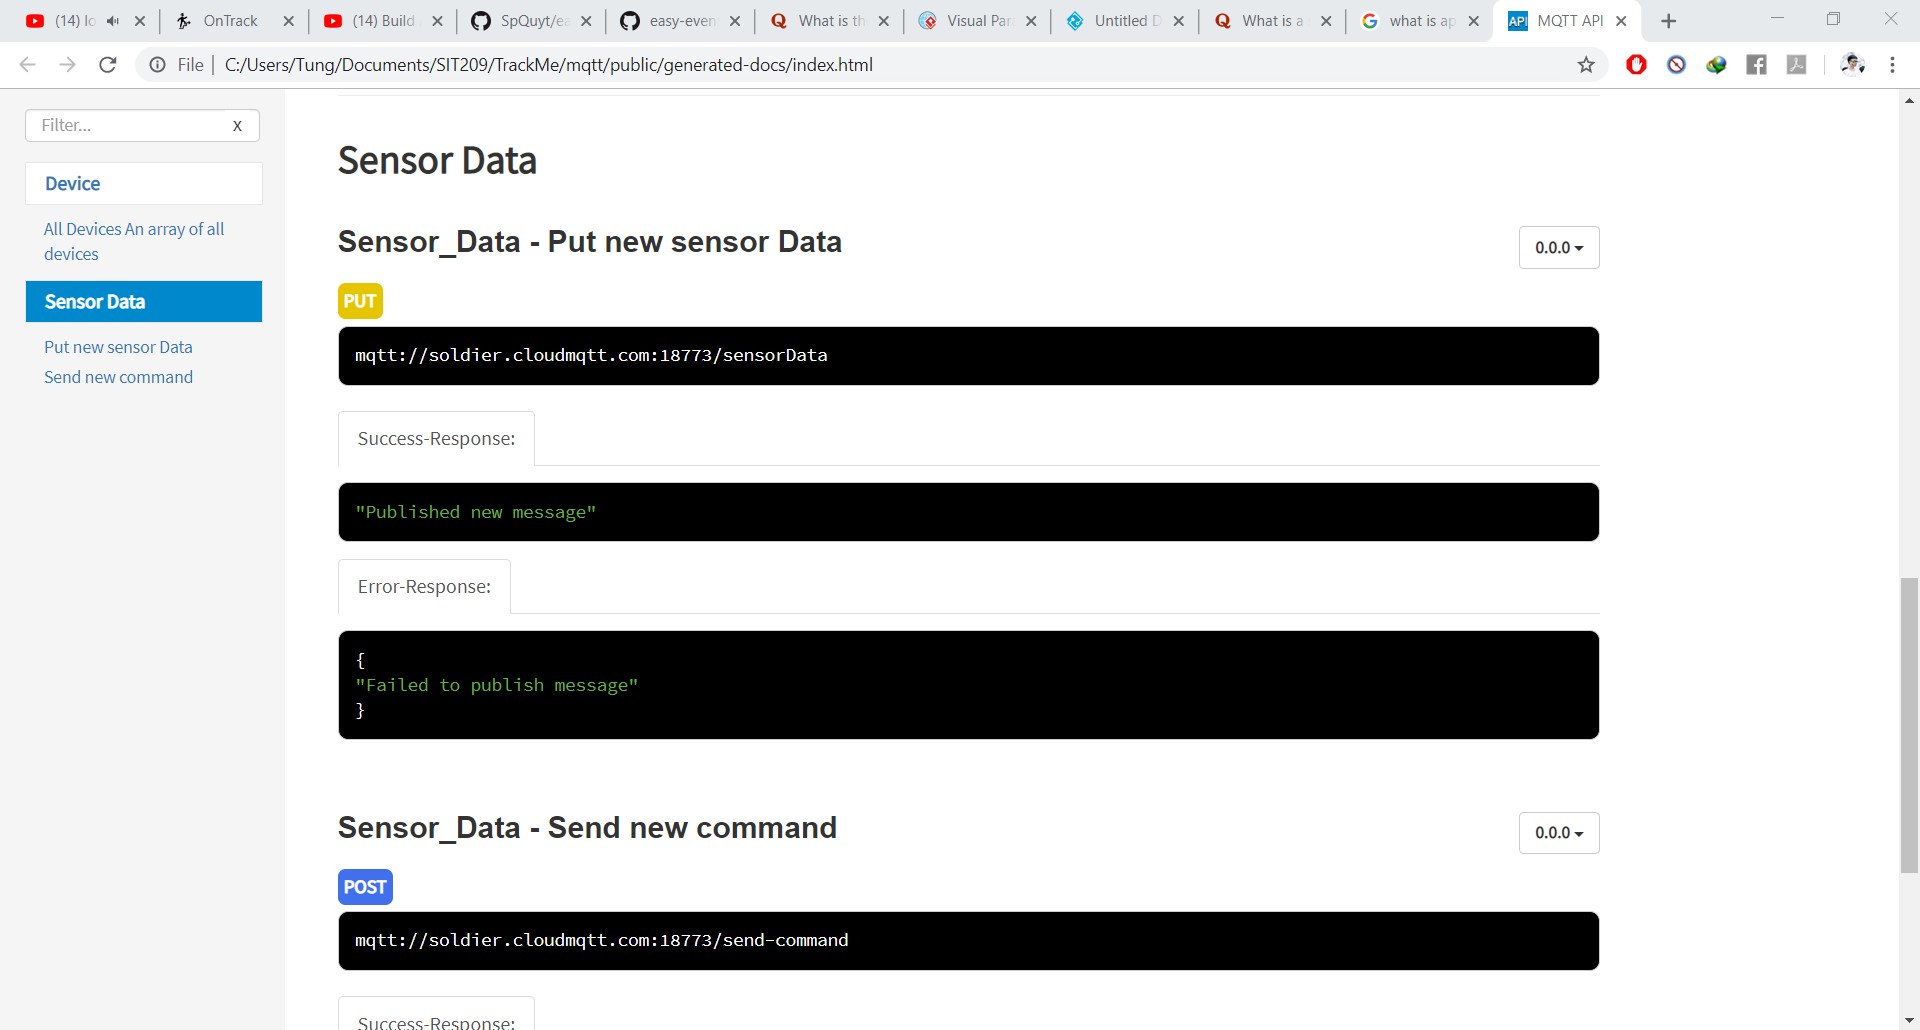 (14) lo
OnTrack
(14) Build
SpQuyt/ea
easy-even
What is th
Visual Par
Untitled D
What is a
what is ap
API MQTT API
File C:/Users/Tung/Documents/SIT209/TrackMe/mqtt/public/generated-docs/index.html
Filter... x
Device
All Devices An array of all
devices
Sensor Data
Put new sensor Data
Send new command
Sensor Data
Sensor_Data - Put new sensor Data
0.0.0
PUT
mqtt://soldier.cloudmqtt.com:18773/sensorData
Success-Response:
"Published new message"
Error-Response:
{
"Failed to publish message"
}
Sensor_Data - Send new command
0.0.0
POST
mqtt://soldier.cloudmqtt.com:18773/send-command
Success-Response: